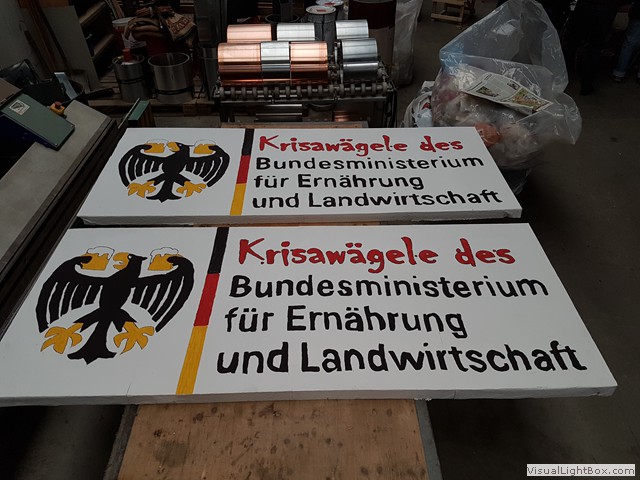 Krisawägele des
Bundesministerium
für Ernährung
und Landwirtschaft
Krisawägele des
Bundesministerium
für Ernährung
und Landwirtschaft
VisualLightBox.com